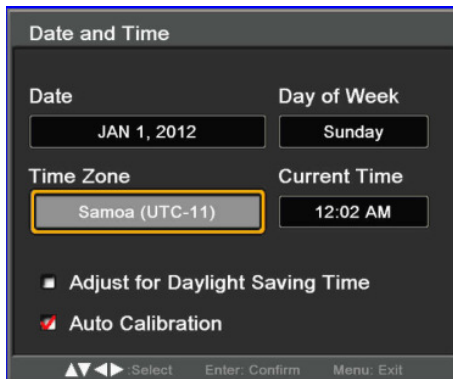 Date and Time
Date Day of Week
JAN 1, 2012 Sunday
Time Zone Current Time
Samoa (UTC-11) 12:02 AM
Adjust for Daylight Saving Time
Auto Calibration
:Select Enter: Confirm Menu: Exit